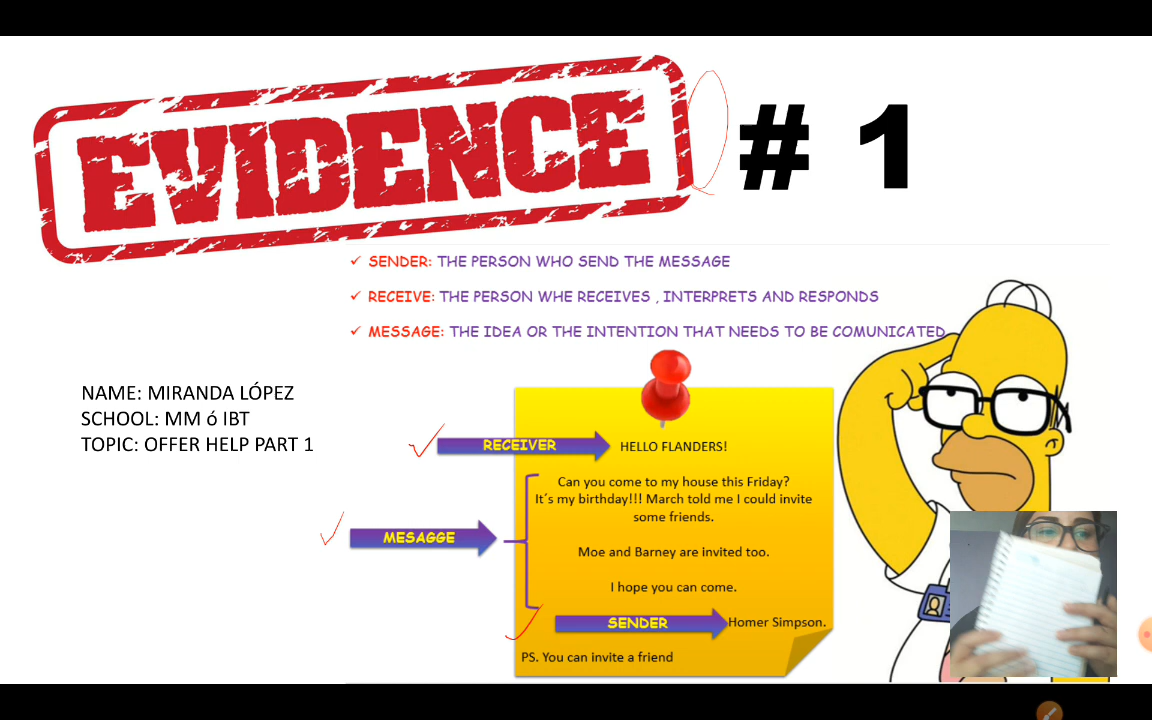 EVIDENCE # 1
SENDER: THE PERSON WHO SEND THE MESSAGE
RECEIVE: THE PERSON WHE RECEIVES , INTERPRETS AND RESPONDS
MESSAGE: THE IDEA OR THE INTENTION THAT NEEDS TO BE COMUNICATED
NAME: MIRANDA LÓPEZ
SCHOOL: MM ó IBT
TOPIC: OFFER HELP PART 1
RECEIVER HELLO FLANDERS!
Can you come to my house this Friday?
It´s my birthday!!! March told me I could invite
some friends.
MESAGGE
Moe and Barney are invited too.
I hope you can come.
SENDER Homer Simpson.
PS. You can invite a friend